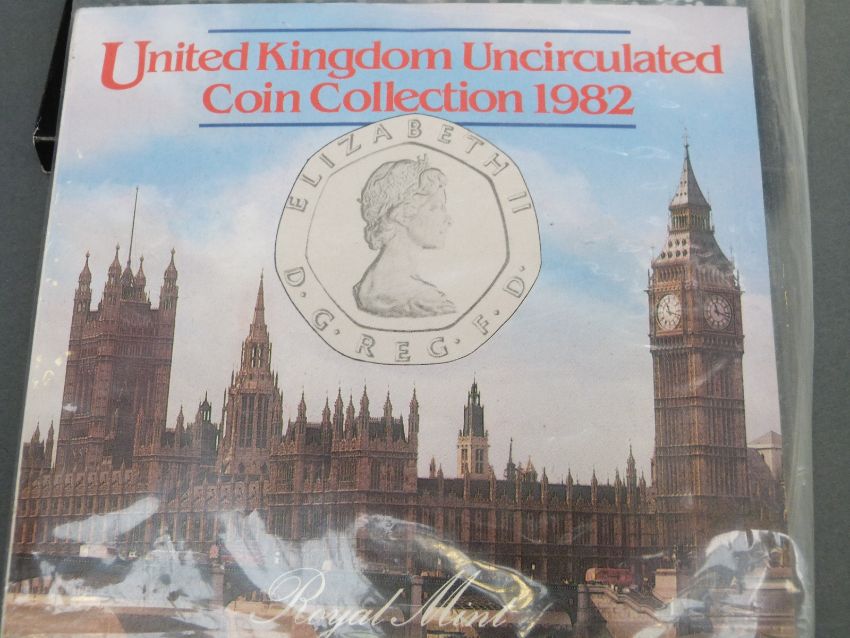 United Kingdom Uncirculated
Coin Collection 1982
ELIZABETH II
D. G. REG. F. D.
Royal Mint